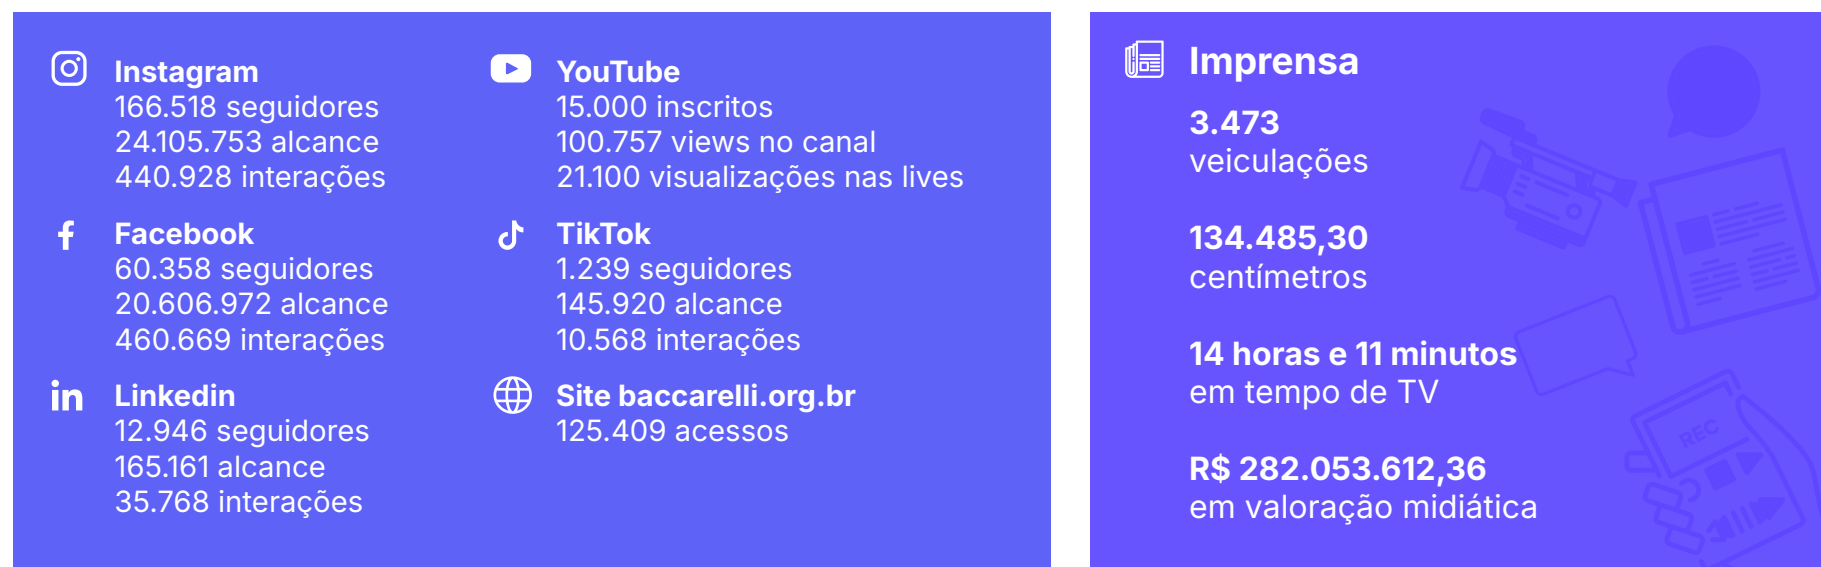 Instagram
166.518 seguidores
24.105.753 alcance
440.928 interações
Facebook
60.358 seguidores
20.606.972 alcance
460.669 interações
Linkedin
12.946 seguidores
165.161 alcance
35.768 interações
YouTube
15.000 inscritos
100.757 views no canal
21.100 visualizações nas lives
TikTok
1.239 seguidores
145.920 alcance
10.568 interações
Site baccarelli.org.br
125.409 acessos
Imprensa
3.473
veiculações
134.485,30
centímetros
14 horas e 11 minutos
em tempo de TV
R$ 282.053.612,36
em valoração midiática
REC